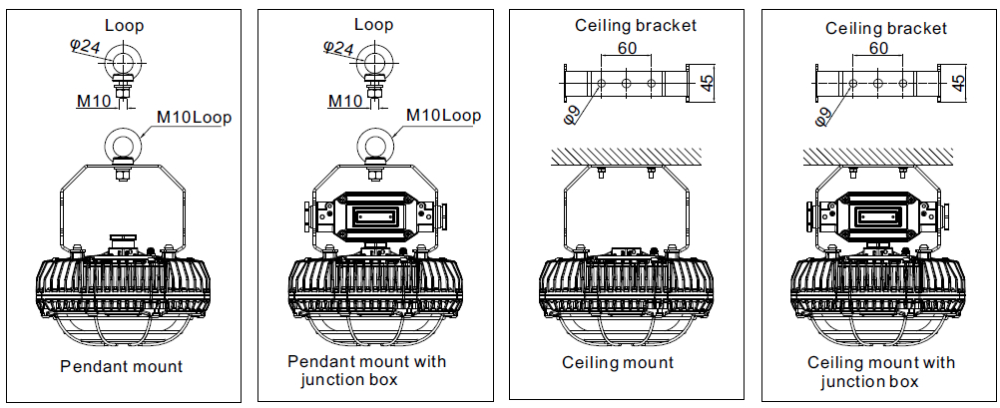 Loop
φ24
M10
M10Loop
Pendant mount
Loop
φ24
M10
M10Loop
Pendant mount with
junction box
Ceiling bracket
60
45
φ9
Ceiling mount
Ceiling bracket
60
45
φ9
Ceiling mount with
junction box